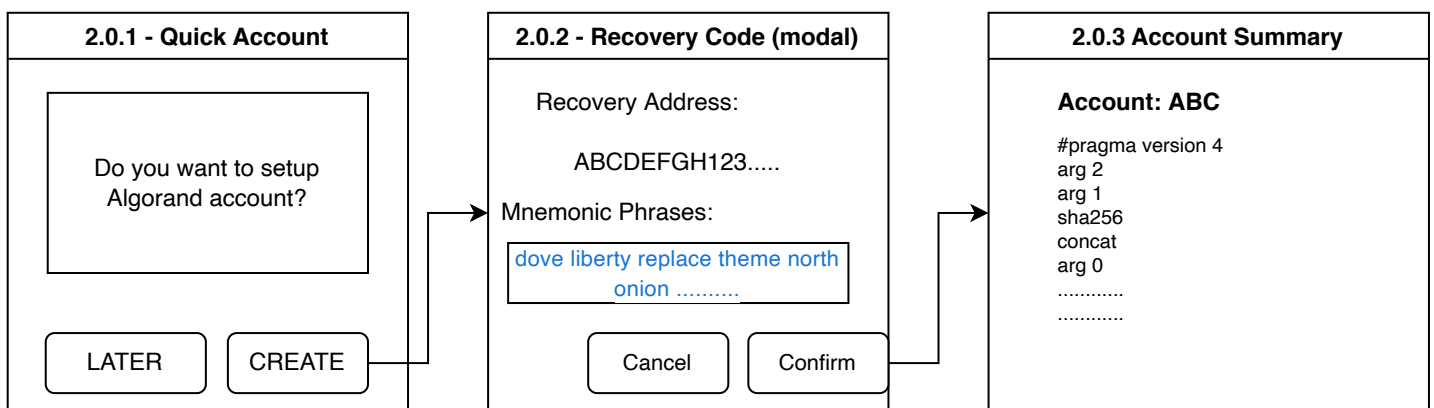 2.0.1 - Quick Account
Do you want to setup
Algorand account?
LATER
CREATE
2.0.2 - Recovery Code (modal)
Recovery Address:
ABCDEFGH123.....
Mnemonic Phrases:
dove liberty replace theme north
onion ..........
Cancel
Confirm
2.0.3 Account Summary
Account: ABC
#pragma version 4
arg 2
arg 1
sha256
concat
arg 0
............
............